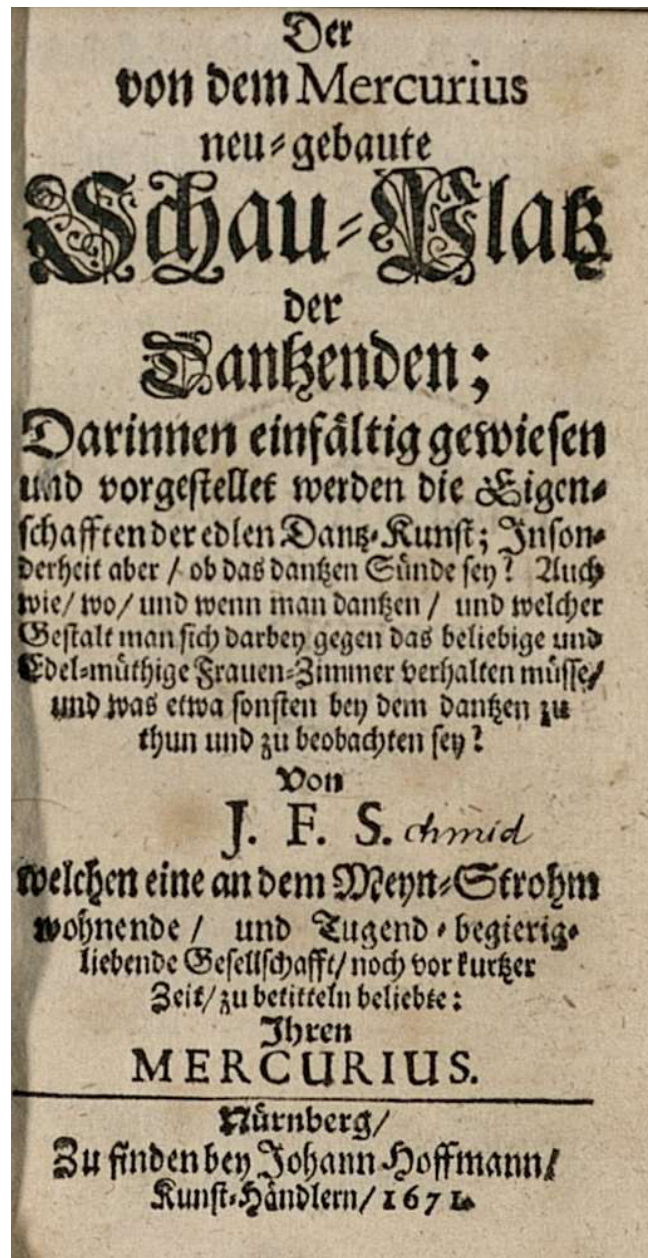 Der
von dem Mercurius
neu-gebaute
Schau-Platz
der
Tantzenden;
Darinnen einfältig gewiesen
und vorgestellet werden die Eigen-
schafften der edlen Dantz-Kunst; Inson-
derheit aber / ob das dantzen Sünde sey? Auch
wie/ wo/ und wenn man dantzen / und welcher
Gestalt man sich darbey gegen das beliebige und
Edel-müthige Frauen-Zimmer verhalten müsse/
und was etwa sonsten bey dem dantzen zu
thun und zu beobachten sey?
Von
J. F. S. chmid
welchen eine an dem Meyn-Strohm
wohnende / und Tugend-begierig-
liebende Gesellschafft/ noch vor kurtzer
Zeit/ zu betitteln beliebte:
Ihren
MERCURIUS.
Nürnberg/
Zu finden bey Johann Hoffmann/
Kunst-Händlern/ 1671.